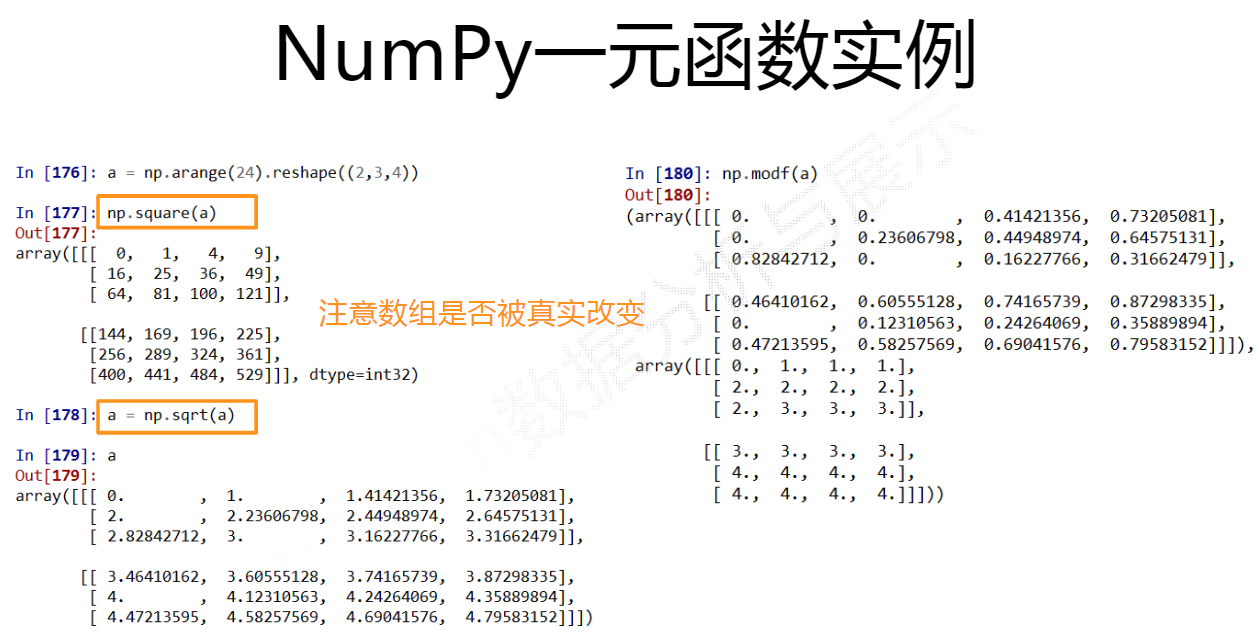 NumPy一元函数实例
In [176]: a = np.arange(24).reshape((2,3,4))
In [177]: np.square(a)
Out[177]:
array([[[  0,   1,   4,   9],
        [ 16,  25,  36,  49],
        [ 64,  81, 100, 121]],
       [[144, 169, 196, 225],
        [256, 289, 324, 361],
        [400, 441, 484, 529]]], dtype=int32)
In [178]: a = np.sqrt(a)
In [179]: a
Out[179]:
array([[[ 0.        ,  1.        ,  1.41421356,  1.73205081],
        [ 2.        ,  2.23606798,  2.44948974,  2.64575131],
        [ 2.82842712,  3.        ,  3.16227766,  3.31662479]],
       [[ 3.46410162,  3.60555128,  3.74165739,  3.87298335],
        [ 4.        ,  4.12310563,  4.24264069,  4.35889894],
        [ 4.47213595,  4.58257569,  4.69041576,  4.79583152]]])
注意数组是否被真实改变
In [180]: np.modf(a)
Out[180]:
(array([[[ 0.        ,  0.        ,  0.41421356,  0.73205081],
         [ 0.        ,  0.23606798,  0.44948974,  0.64575131],
         [ 0.82842712,  0.        ,  0.16227766,  0.31662479]],
        [[ 0.46410162,  0.60555128,  0.74165739,  0.87298335],
         [ 0.        ,  0.12310563,  0.24264069,  0.35889894],
         [ 0.47213595,  0.58257569,  0.69041576,  0.79583152]]]),
 array([[[ 0.,  1.,  1.,  1.],
         [ 2.,  2.,  2.,  2.],
         [ 2.,  3.,  3.,  3.]],
        [[ 3.,  3.,  3.,  3.],
         [ 4.,  4.,  4.,  4.],
         [ 4.,  4.,  4.,  4.]]]))
数据分析与展示